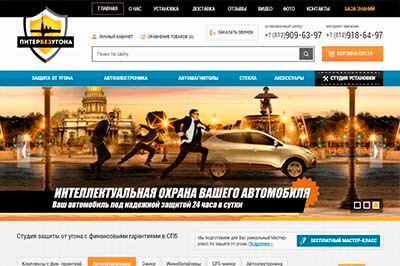 ГЛАВНАЯ О НАС УСТАНОВКА ДОСТАВКА ОТЗЫВЫ ВИДЕО ФОТО КОНТАКТЫ БАЗА ЗНАНИЙ
установочный центр интернет-магазин
ЛИЧНЫЙ КАБИНЕТ СРАВНЕНИЕ ТОВАРОВ (0) ЗАКАЗАТЬ ЗВОНОК +7 (812)909-63-97 +7 (812)918-64-97
ПИТЕРБЕЗУГОНА
Поиск по сайту КОРЗИНА ПУСТА
ЗАЩИТА ОТ УГОНА АВТОЭЛЕКТРОНИКА АВТОМАГНИТОЛЫ СТЕКЛА АКСЕССУАРЫ СТУДИЯ УСТАНОВКИ
ИНТЕЛЛЕКТУАЛЬНАЯ ОХРАНА ВАШЕГО АВТОМОБИЛЯ
Ваш автомобиль под надежной защитой 24 часа в сутки
Студия защиты от угона с финансовыми гарантиями в СПб
Мы подготовили для Вас уникальный Мастер-класс по защите от угона. Подробнее
БЕСПЛАТНЫЙ МАСТЕР-КЛАСС
Комплексы с фин. гарантией Автосигнализации Замки Иммобилайзеры GPS-маяки Автоэлектроника